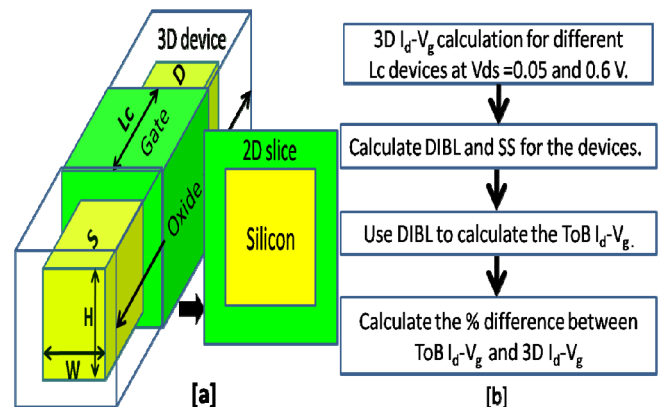 3D device
D
Lc
Gate
Oxide
S
H
W
2D slice
Silicon
[a]
3D Id-Vg calculation for different
Lc devices at Vds =0.05 and 0.6 V.
Calculate DIBL and SS for the devices.
Use DIBL to calculate the ToB Id-Vg.
Calculate the % difference between
ToB Id-Vg and 3D Id-Vg
[b]